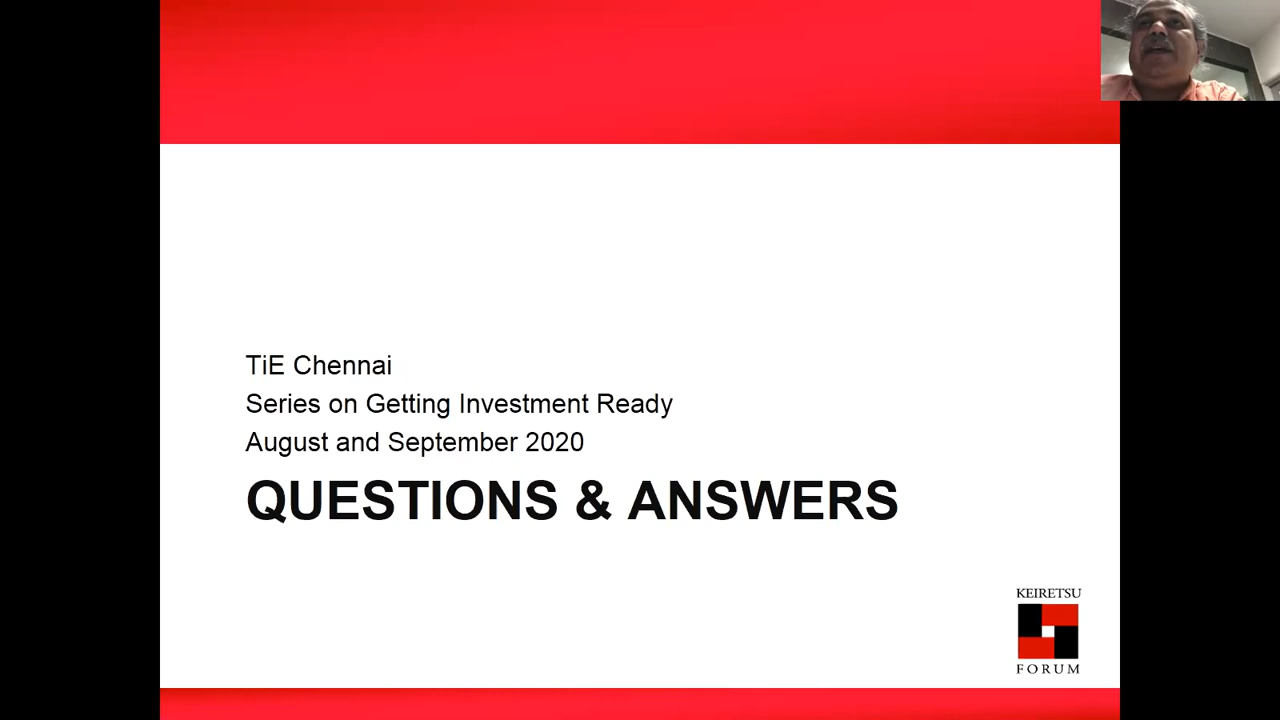 TiE Chennai
Series on Getting Investment Ready
August and September 2020
QUESTIONS & ANSWERS
KEIRETSU
FORUM